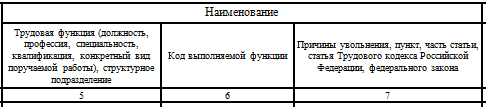 Наименование
Трудовая функция (должность,
профессия, специальность,
квалификация, конкретный вид
поручаемой работы), структурное
подразделение
Код выполняемой функции
Причины увольнения, пункт, часть статьи,
статья Трудового кодекса Российской
Федерации, федерального закона
5
6
7